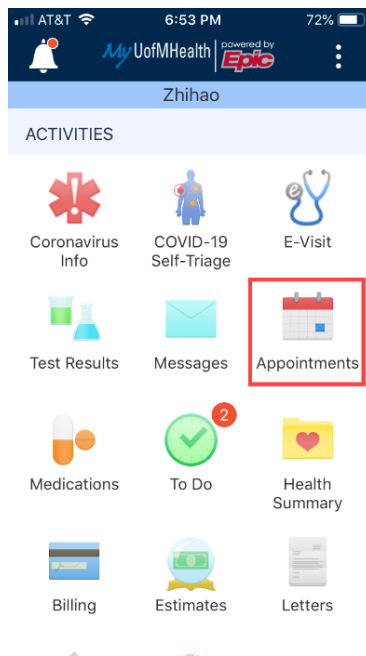 AT&T 6:53 PM 72%
My UofMHealth powered by Epic
Zhihao
ACTIVITIES
Coronavirus Info
COVID-19 Self-Triage
E-Visit
Test Results
Messages
Appointments
Medications
2
To Do
Health Summary
Billing
Estimates
Letters